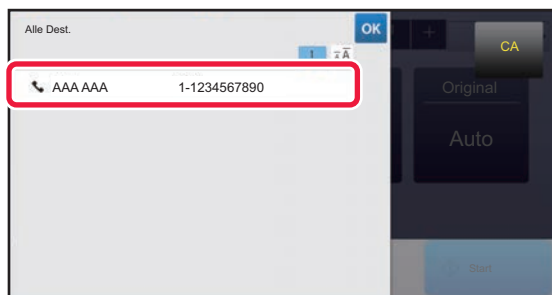 Alle Dest.
OK
CA
1
AAA AAA 1-1234567890
Original
Auto
Start